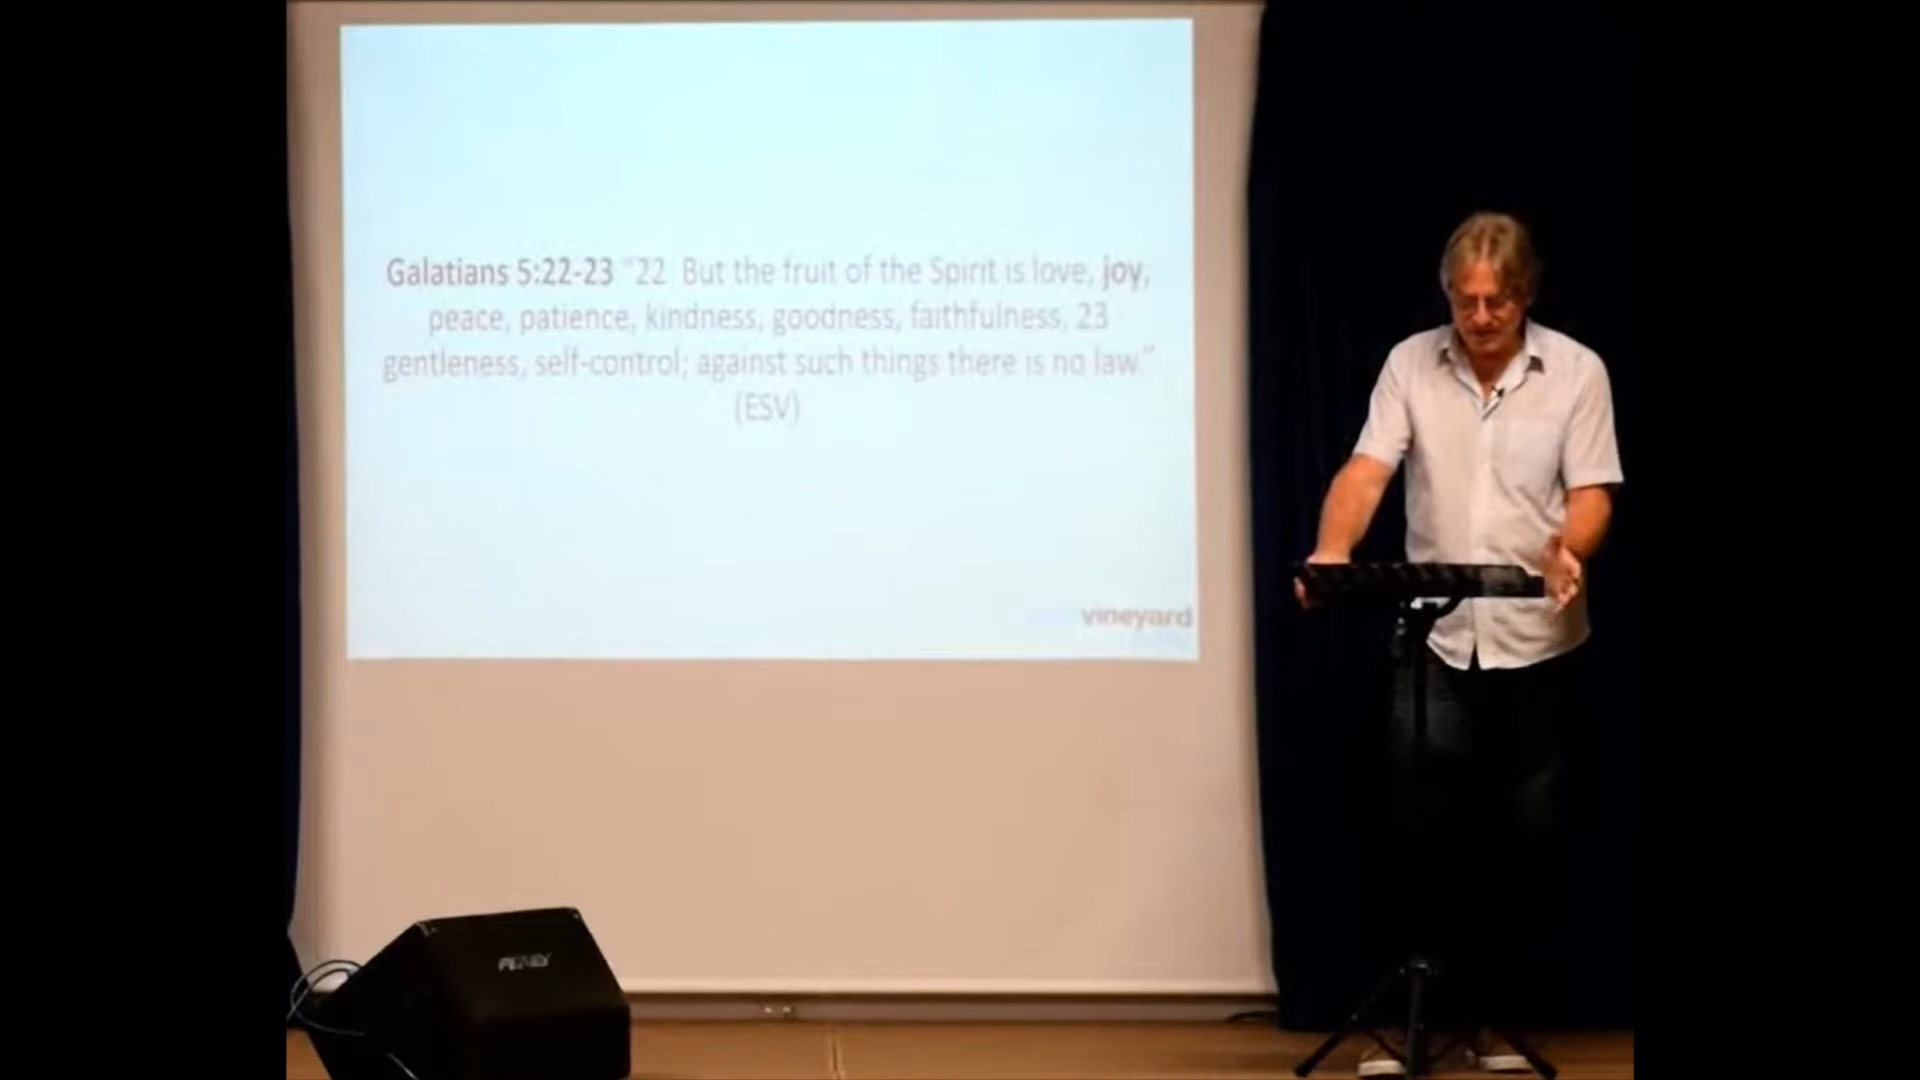 Galatians 5:22-23 "22 But the fruit of the Spirit is love, joy,
peace, patience, kindness, goodness, faithfulness, 23
gentleness, self-control; against such things there is no law."
(ESV)
vineyard
PEAVEY